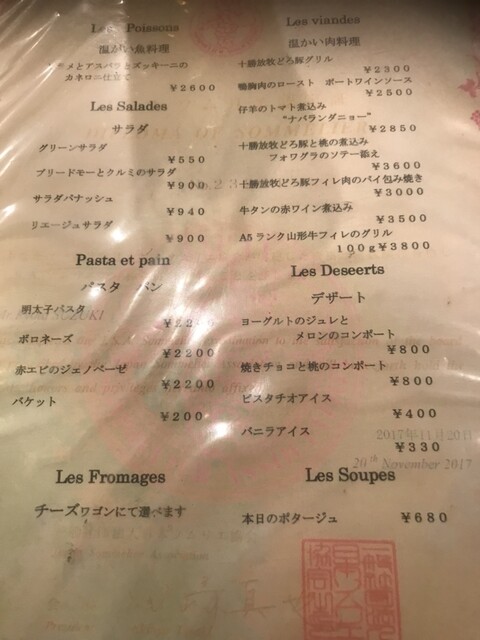 Les Poissons
温かい魚料理
メとアスパラとズッキーニの
カネロニ仕立て
￥2600
Les Salades
サラダ
グリーンサラダ
￥550
ブリードモーとクルミのサラダ
￥900
サラダパナッシュ
￥940
リエージュサラダ
￥900
Pasta et pain
パスタ パン
明太子パスタ
￥22
ボロネーズ
￥2200
赤エビのジェノベーゼ
￥2200
バケット
￥200
Les Fromages
チーズワゴンにて選べます
Les viandes
温かい肉料理
十勝放牧どろ豚グリル
￥2300
鴨胸肉のロースト ポートワインソース
￥2500
仔羊のトマト煮込み
"ナバランダニョー"
￥2850
十勝放牧どろ豚と桃の煮込み
フォワグラのソテー添え
￥3600
十勝放牧どろ豚フィレ肉のパイ包み焼き
￥3000
牛タンの赤ワイン煮込み
￥3500
A5ランク山形牛フィレのグリル
100g￥3800
Les Deseerts
デザート
ヨーグルトのジュレと
メロンのコンポート
￥800
焼きチョコと桃のコンポート
￥800
ピスタチオアイス
￥400
バニラアイス
￥330
2017年11月20日
20th November 2017
Les Soupes
本日のポタージュ ￥680